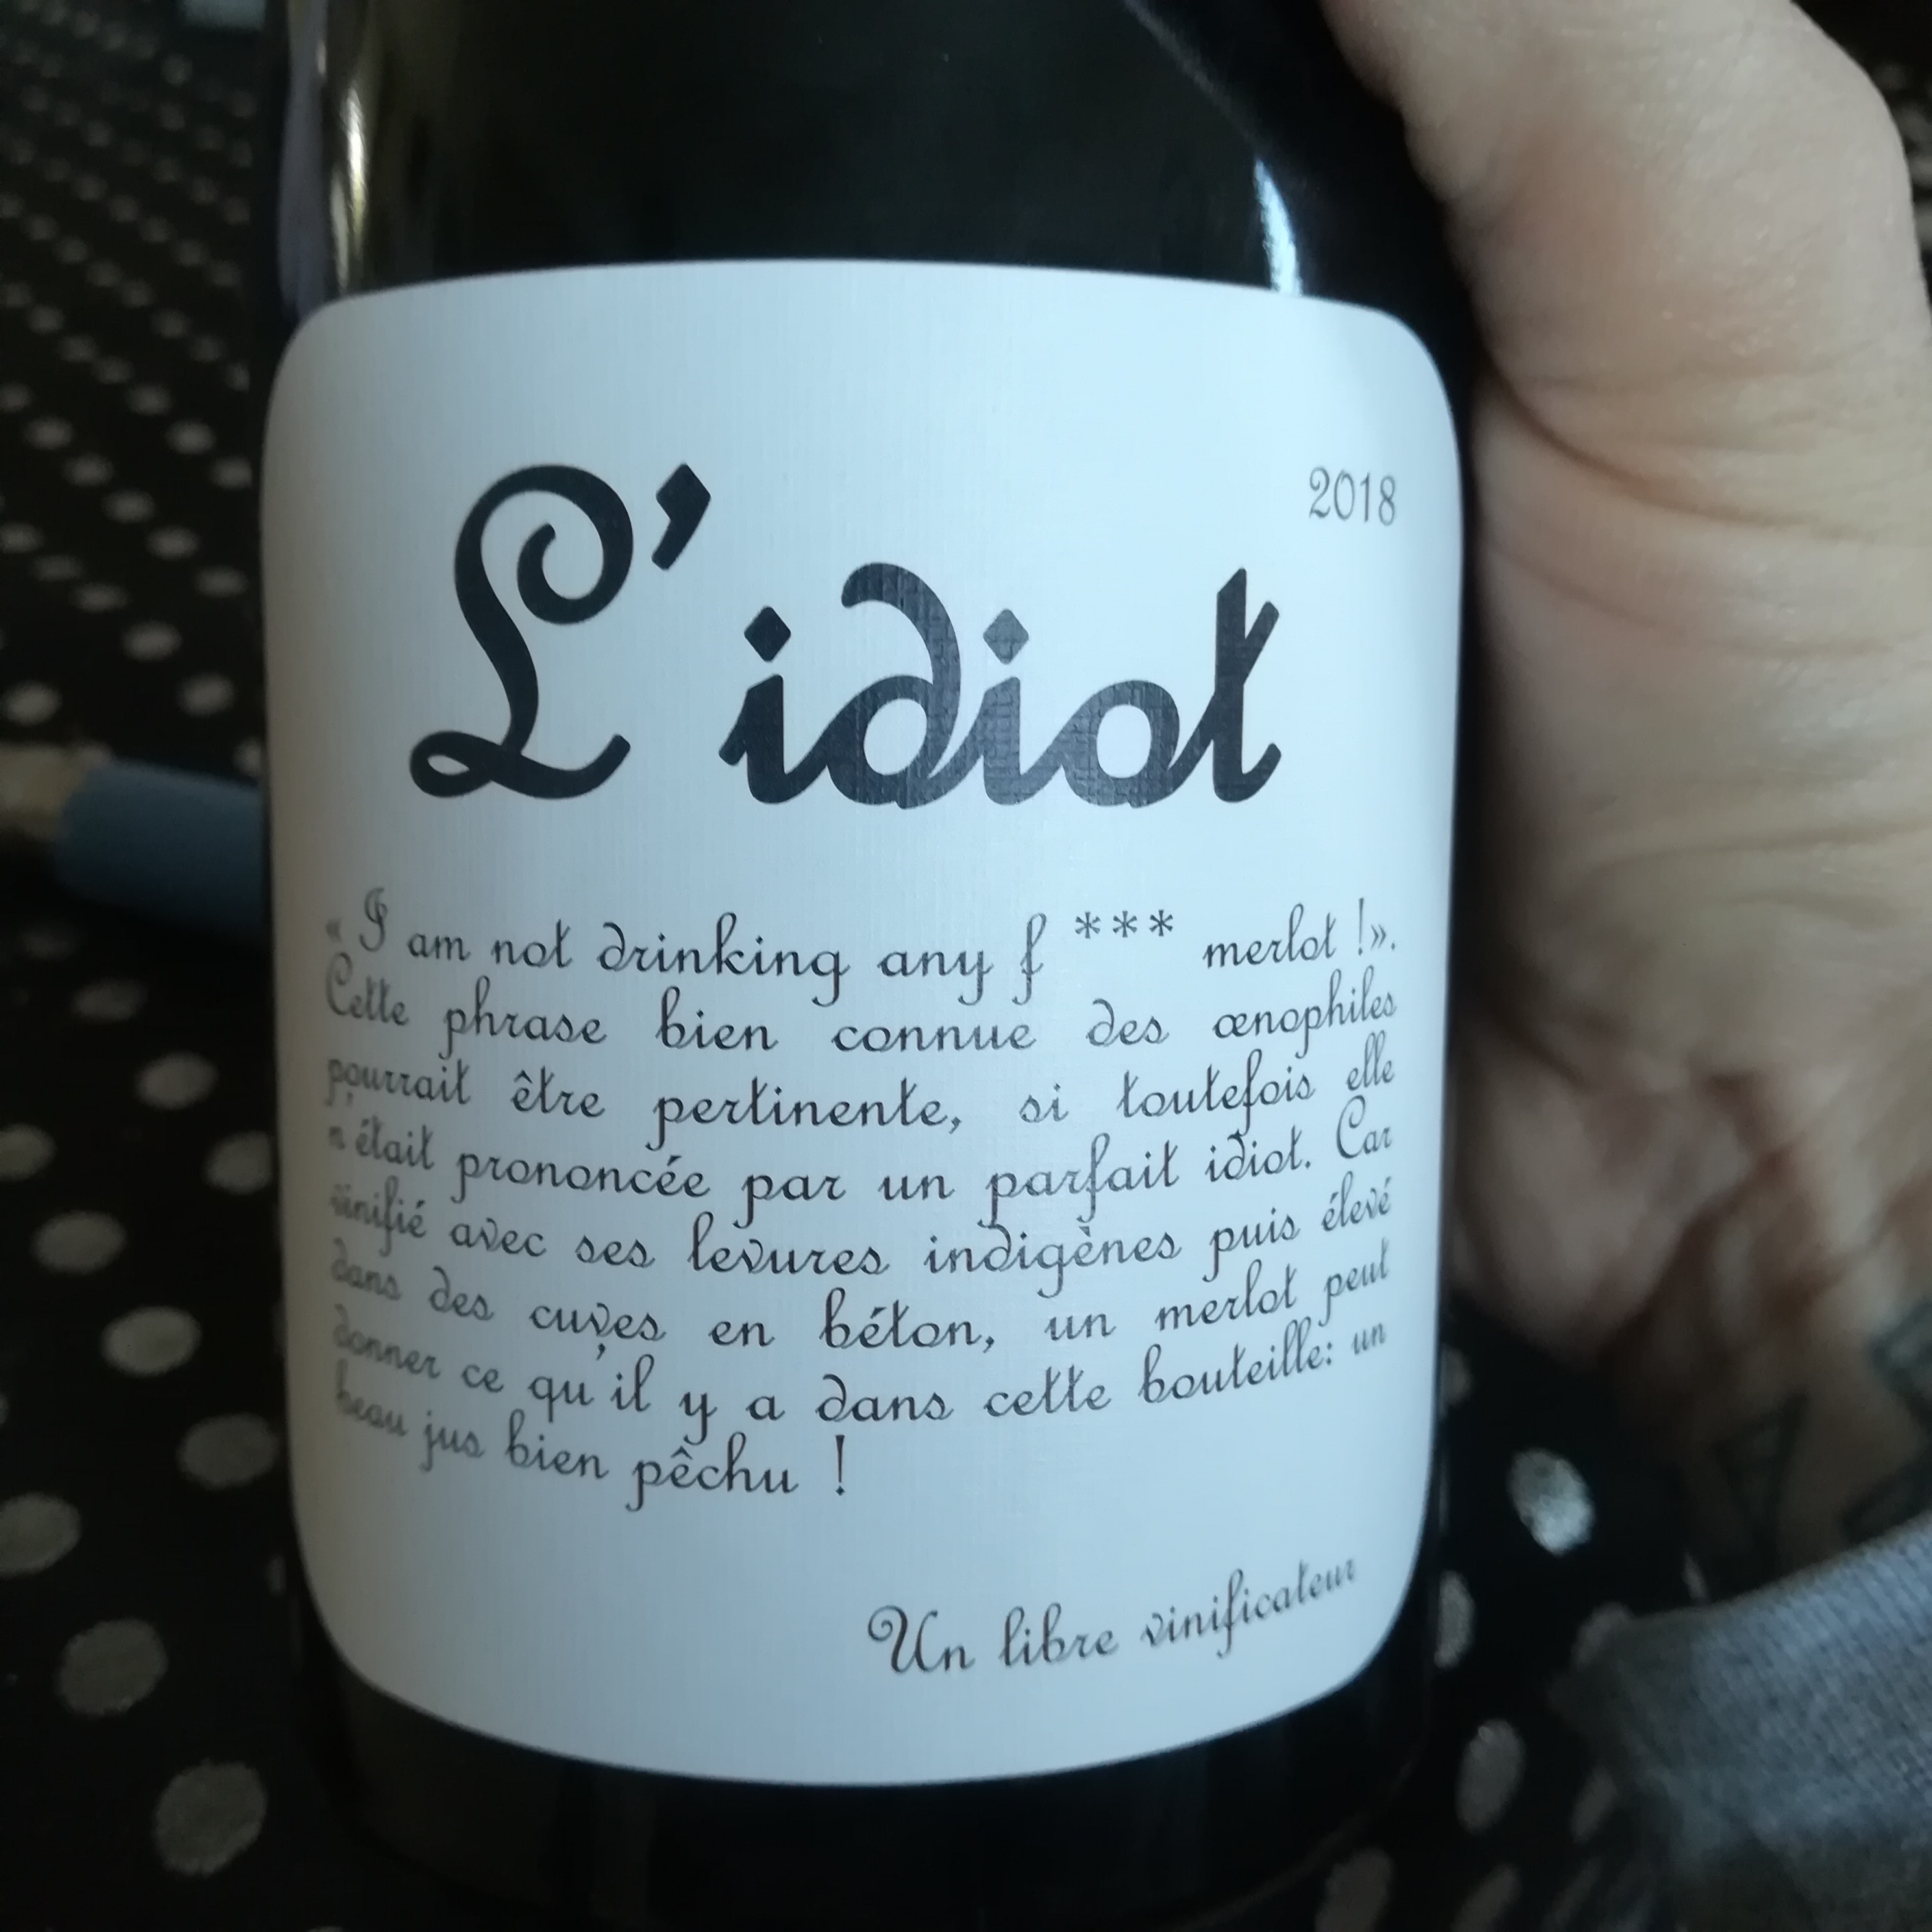 L'idiot
2018
« I am not drinking any f *** merlot !».
Cette phrase bien connue des œnophiles
pourrait être pertinente, si toutefois elle
n'était prononcée par un parfait idiot. Car
vinifié avec ses levures indigènes puis élevé
dans des cuves en béton, un merlot peut
donner ce qu'il y a dans cette bouteille: un
beau jus bien pêchu !
Un libre vinificateur